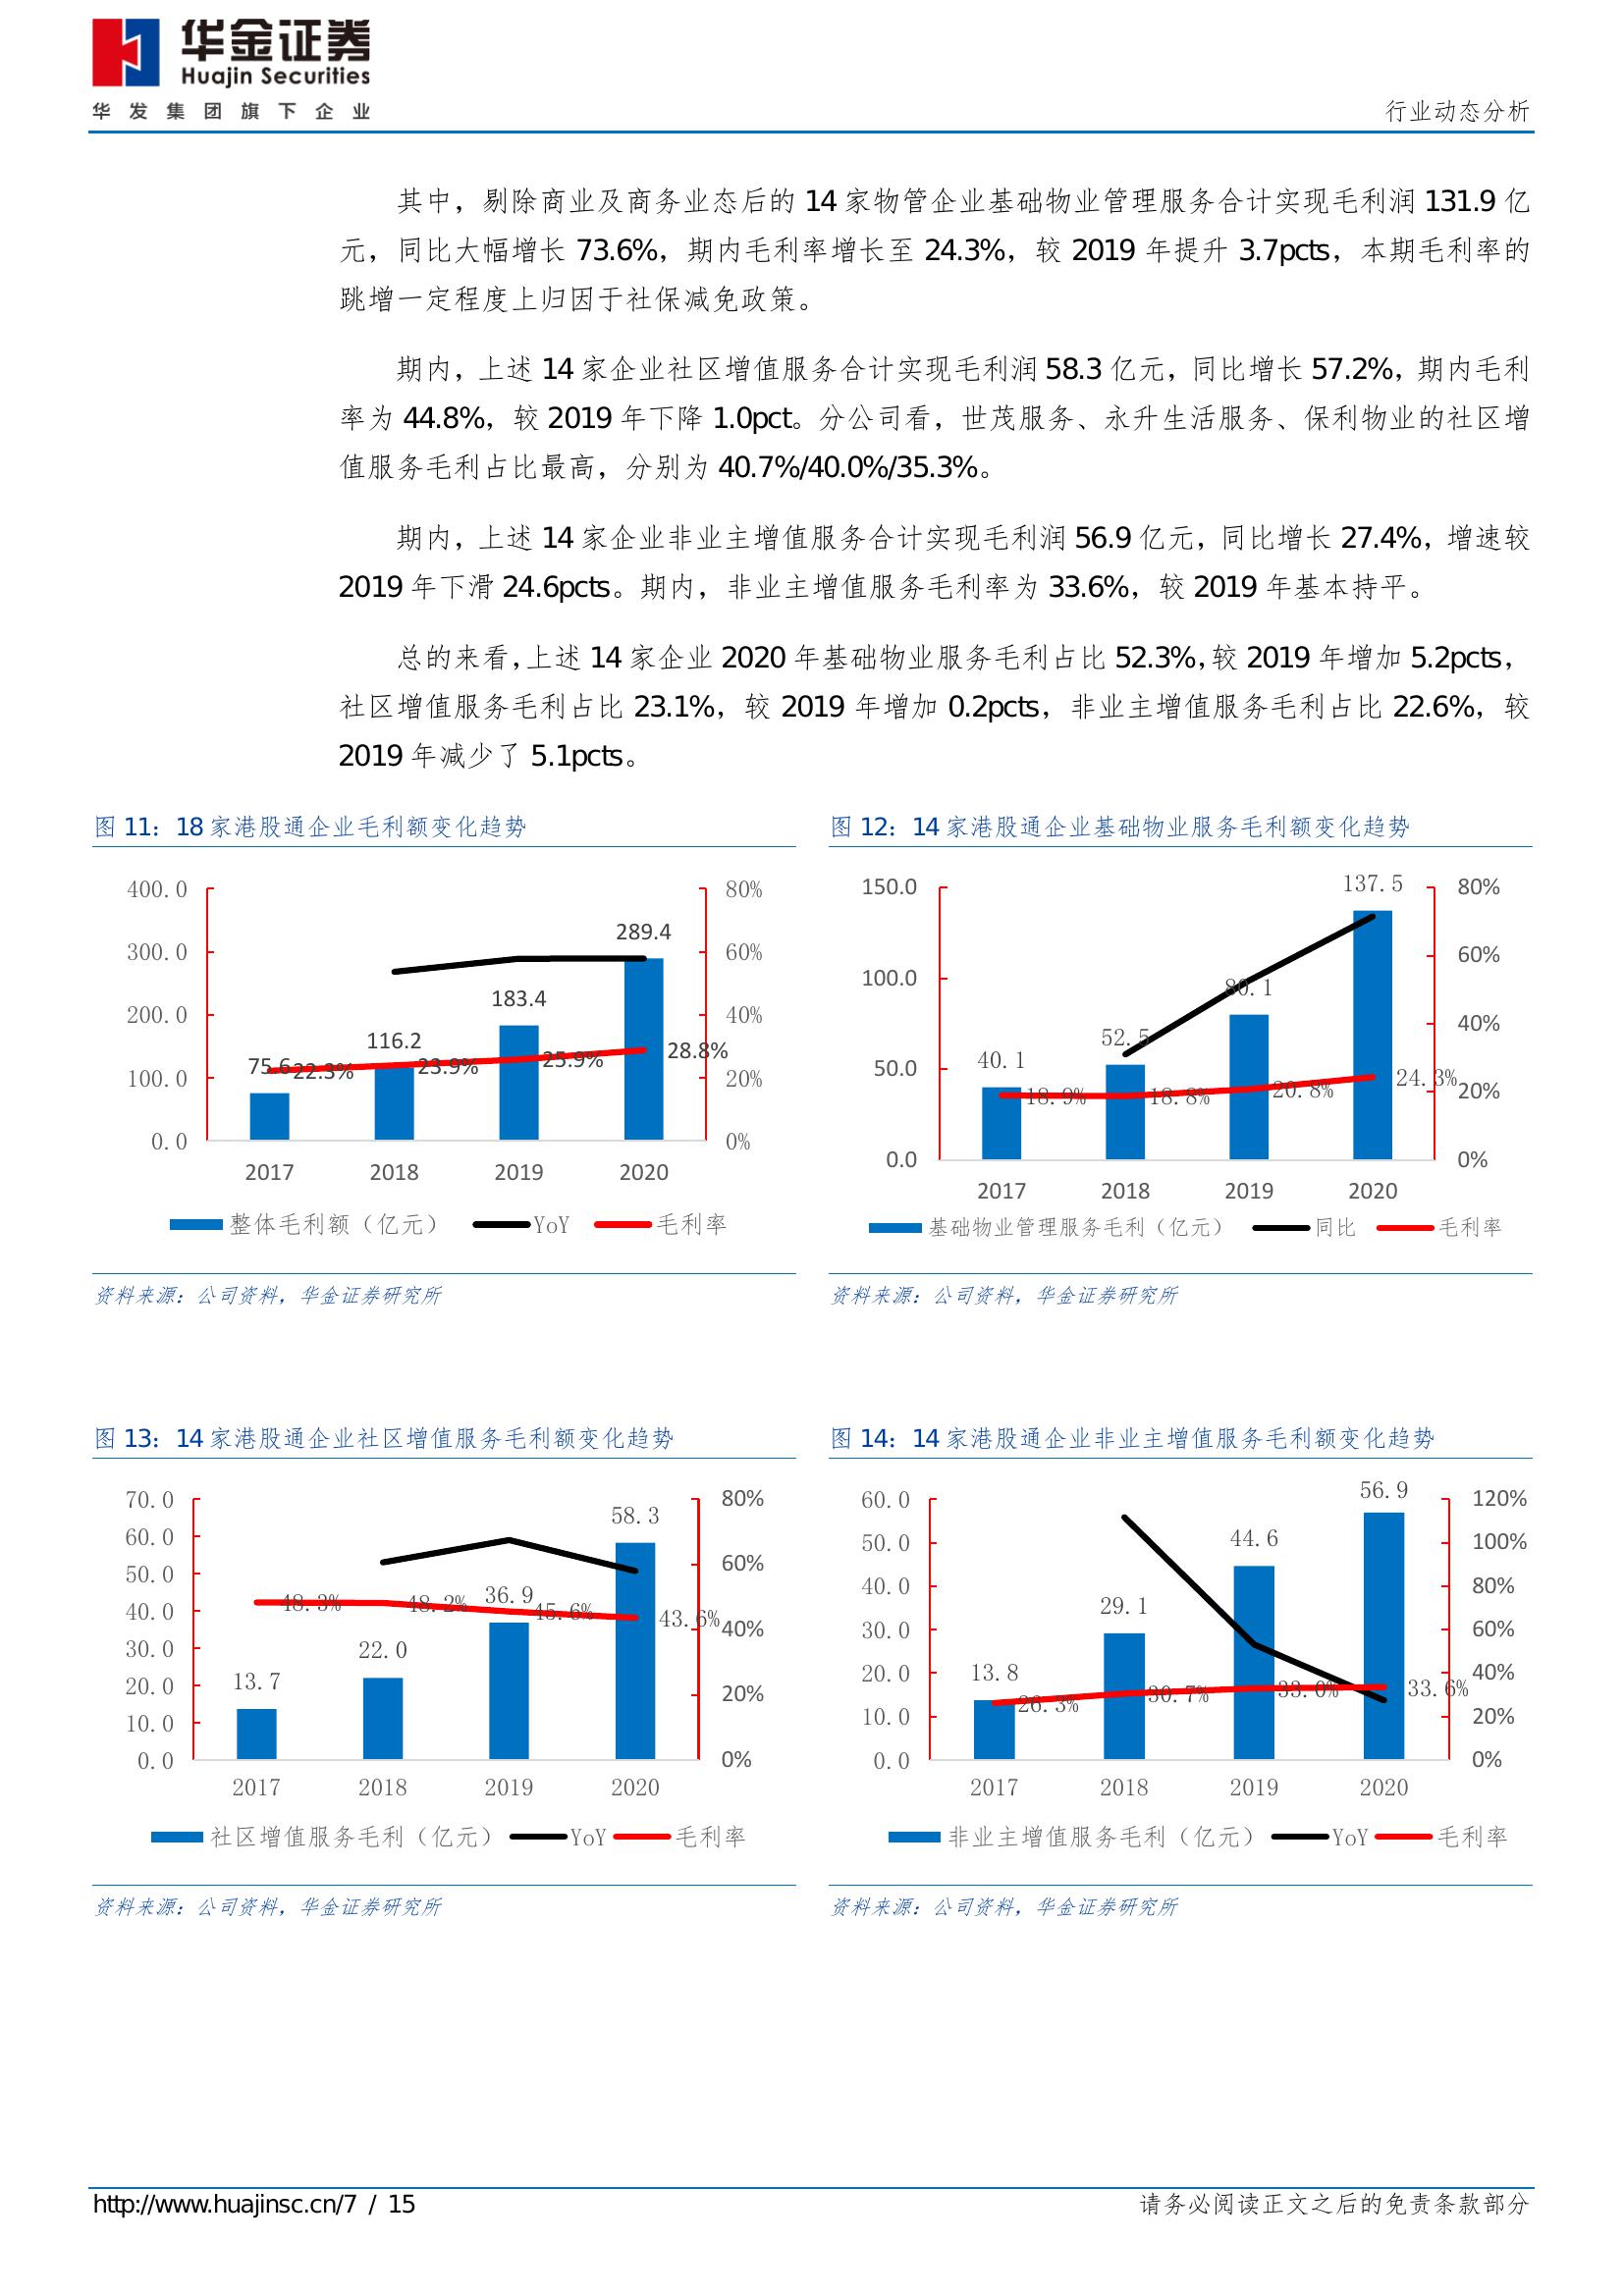 华金证券
Huajin Securities
华发集团旗下企业
行业动态分析
其中，剔除商业及商务业态后的 14 家物管企业基础物业管理服务合计实现毛利润 131.9 亿
元，同比大幅增长 73.6%，期内毛利率增长至 24.3%，较 2019 年提升 3.7pcts，本期毛利率的
跳增一定程度上归因于社保减免政策。
期内，上述 14 家企业社区增值服务合计实现毛利润 58.3 亿元，同比增长 57.2%，期内毛利
率为 44.8%，较 2019 年下降 1.0pct。分公司看，世茂服务、永升生活服务、保利物业的社区增
值服务毛利占比最高，分别为 40.7%/40.0%/35.3%。
期内，上述 14 家企业非业主增值服务合计实现毛利润 56.9 亿元，同比增长 27.4%，增速较
2019 年下滑 24.6pcts。期内，非业主增值服务毛利率为 33.6%，较 2019 年基本持平。
总的来看，上述 14 家企业 2020 年基础物业服务毛利占比 52.3%，较 2019 年增加 5.2pcts，
社区增值服务毛利占比 23.1%，较 2019 年增加 0.2pcts，非业主增值服务毛利占比 22.6%，较
2019 年减少了 5.1pcts。
图 11：18 家港股通企业毛利额变化趋势
400.0
300.0
200.0
100.0
0.0
80%
60%
40%
20%
0%
75.6
116.2
183.4
289.4
22.3%
23.9%
25.9%
28.8%
2017 2018 2019 2020
整体毛利额（亿元） YoY 毛利率
资料来源：公司资料，华金证券研究所
图 12：14 家港股通企业基础物业服务毛利额变化趋势
150.0
100.0
50.0
0.0
80%
60%
40%
20%
0%
40.1
52.5
80.1
137.5
18.9%
18.8%
20.8%
24.3%
2017 2018 2019 2020
基础物业管理服务毛利（亿元） 同比 毛利率
资料来源：公司资料，华金证券研究所
图 13：14 家港股通企业社区增值服务毛利额变化趋势
70.0
60.0
50.0
40.0
30.0
20.0
10.0
0.0
80%
60%
40%
20%
0%
13.7
22.0
36.9
58.3
48.3%
48.2%
45.6%
43.6%
2017 2018 2019 2020
社区增值服务毛利（亿元） YoY 毛利率
资料来源：公司资料，华金证券研究所
图 14：14 家港股通企业非业主增值服务毛利额变化趋势
60.0
50.0
40.0
30.0
20.0
10.0
0.0
120%
100%
80%
60%
40%
20%
0%
13.8
29.1
44.6
56.9
26.3%
30.7%
33.0%
33.6%
2017 2018 2019 2020
非业主增值服务毛利（亿元） YoY 毛利率
资料来源：公司资料，华金证券研究所
http://www.huajinsc.cn/7 / 15
请务必阅读正文之后的免责条款部分